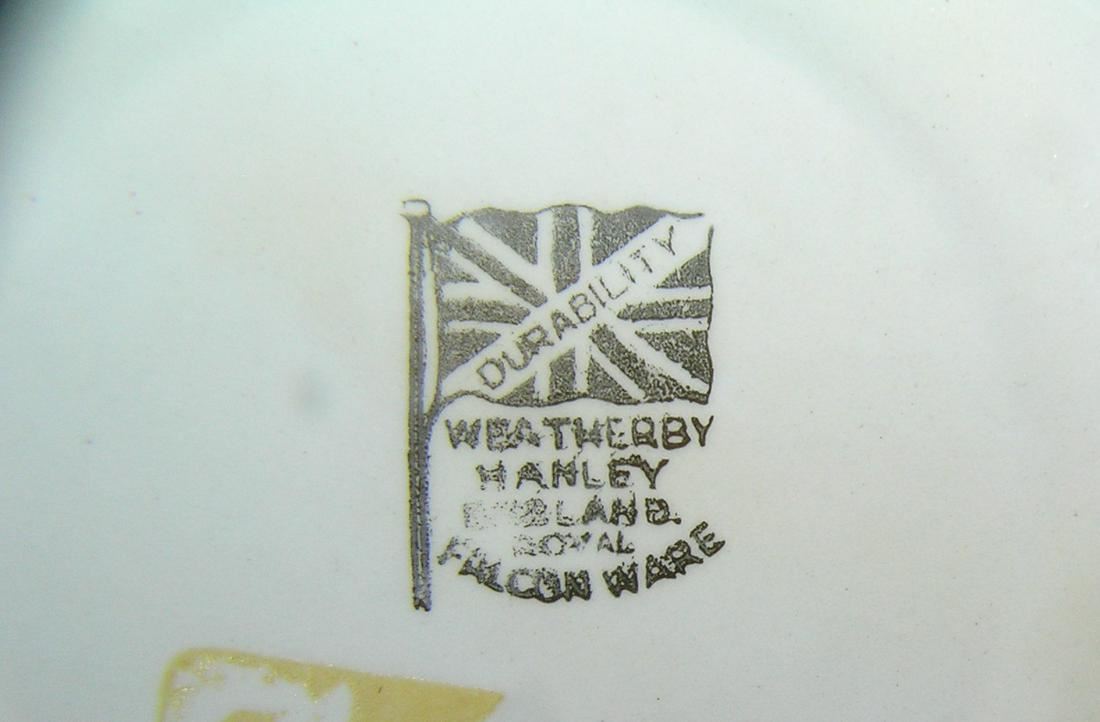 DURABILITY
WEATHERBY
HANLEY
ENGLAND.
ROYAL
FALCON WARE